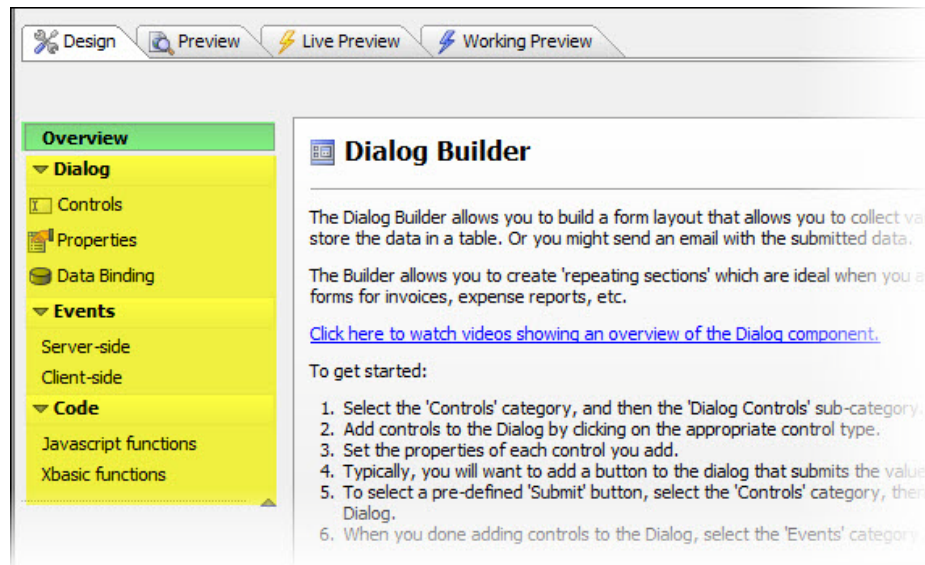 Design Preview Live Preview Working Preview
Overview
Dialog
Controls
Properties
Data Binding
Events
Server-side
Client-side
Code
Javascript functions
Xbasic functions
Dialog Builder
The Dialog Builder allows you to build a form layout that allows you to collect
store the data in a table. Or you might send an email with the submitted data.
The Builder allows you to create 'repeating sections' which are ideal when you
forms for invoices, expense reports, etc.
Click here to watch videos showing an overview of the Dialog component.
To get started:
1. Select the 'Controls' category, and then the 'Dialog Controls' sub-category.
2. Add controls to the Dialog by clicking on the appropriate control type.
3. Set the properties of each control you add.
4. Typically, you will want to add a button to the dialog that submits the value
5. To select a pre-defined 'Submit' button, select the 'Controls' category, then
Dialog.
6. When you done adding controls to the Dialog, select the 'Events' category